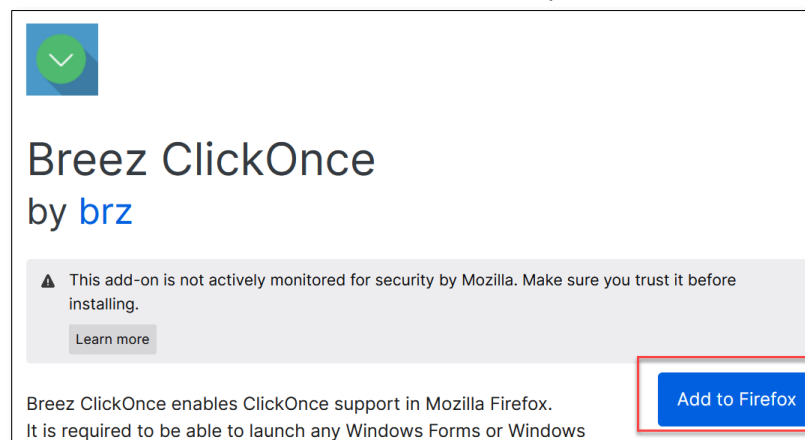 Breez ClickOnce
by brz
This add-on is not actively monitored for security by Mozilla. Make sure you trust it before
installing.
Learn more
Add to Firefox
Breez ClickOnce enables ClickOnce support in Mozilla Firefox.
It is required to be able to launch any Windows Forms or Windows